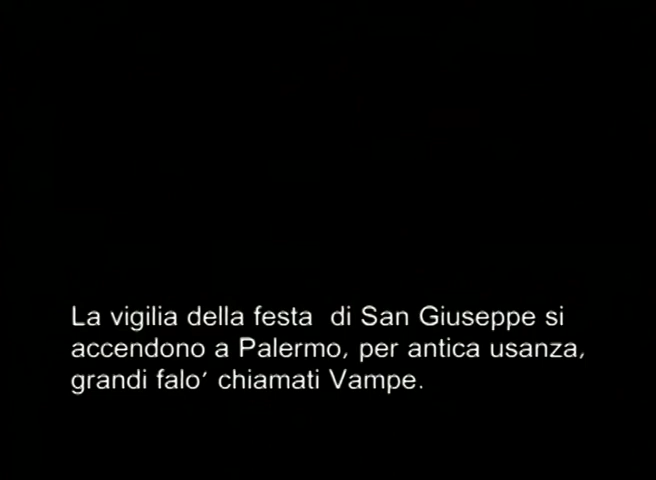 La vigilia della festa  di San Giuseppe si
accendono a Palermo, per antica usanza,
grandi falo' chiamati Vampe.